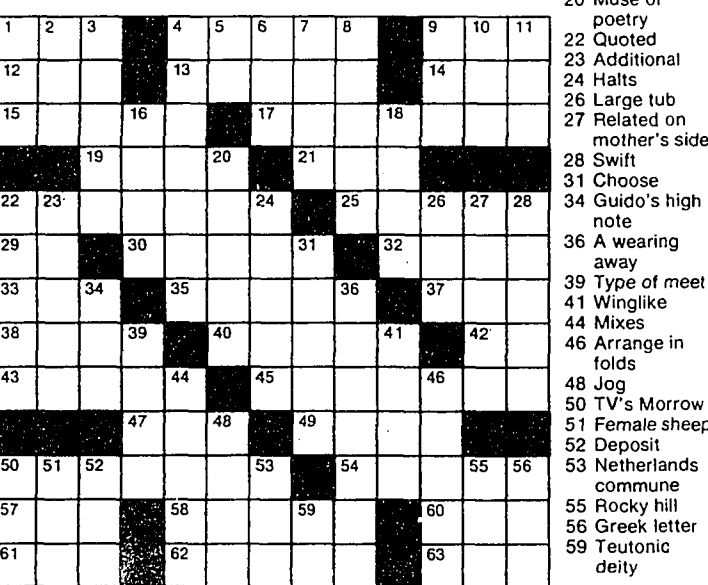 1 2 3 4 5 6 7 8 9 10 11
12 13 14
15 16 17 18
19 20 21
22 23 24 25 26 27 28
29 30 31 32
33 34 35 36 37
38 39 40 41 42
43 44 45 46
47 48 49
50 51 52 53 54 55 56
57 58 59 60
61 62 63
20 Muse of
poetry
22 Quoted
23 Additional
24 Halts
26 Large tub
27 Related on
mother's side
28 Swift
31 Choose
34 Guido's high
note
36 A wearing
away
39 Type of meet
41 Winglike
44 Mixes
46 Arrange in
folds
48 Jog
50 TV's Morrow
51 Female sheep
52 Deposit
53 Netherlands
commune
55 Rocky hill
56 Greek letter
59 Teutonic
deity